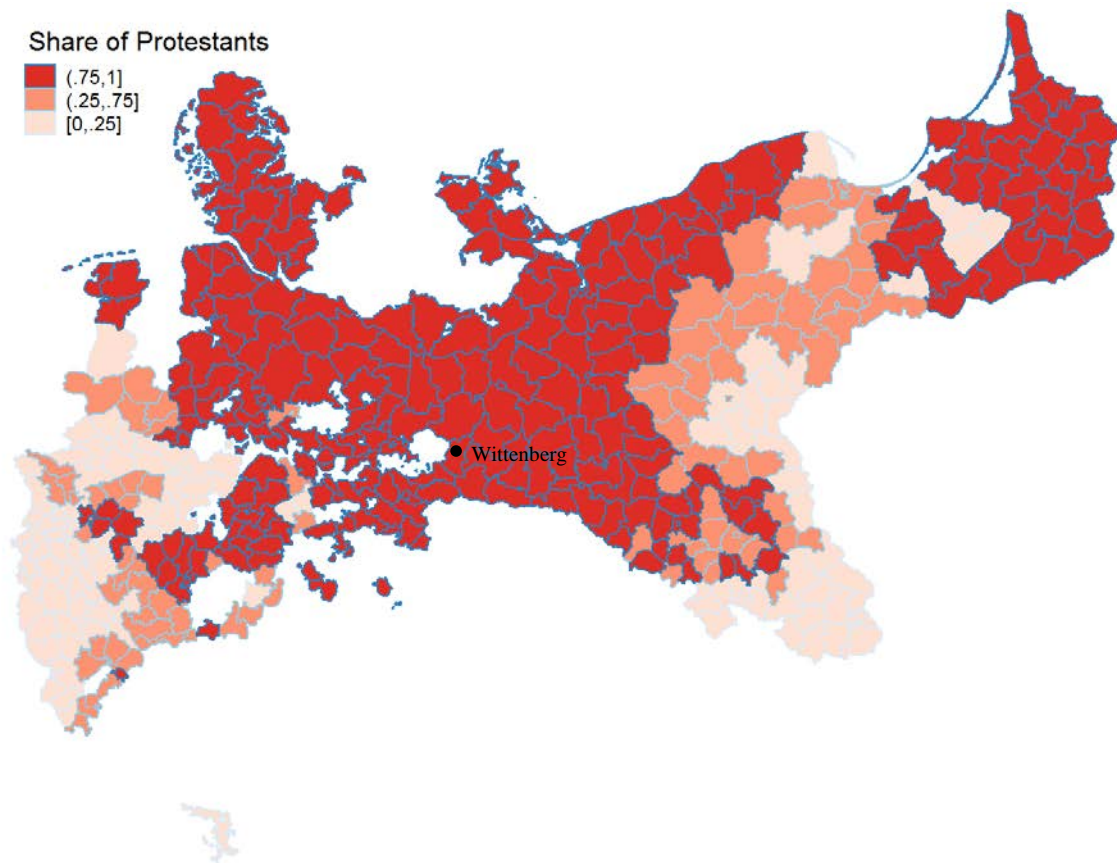 Share of Protestants
(.75,1]
(.25,.75]
[0,.25]
Wittenberg